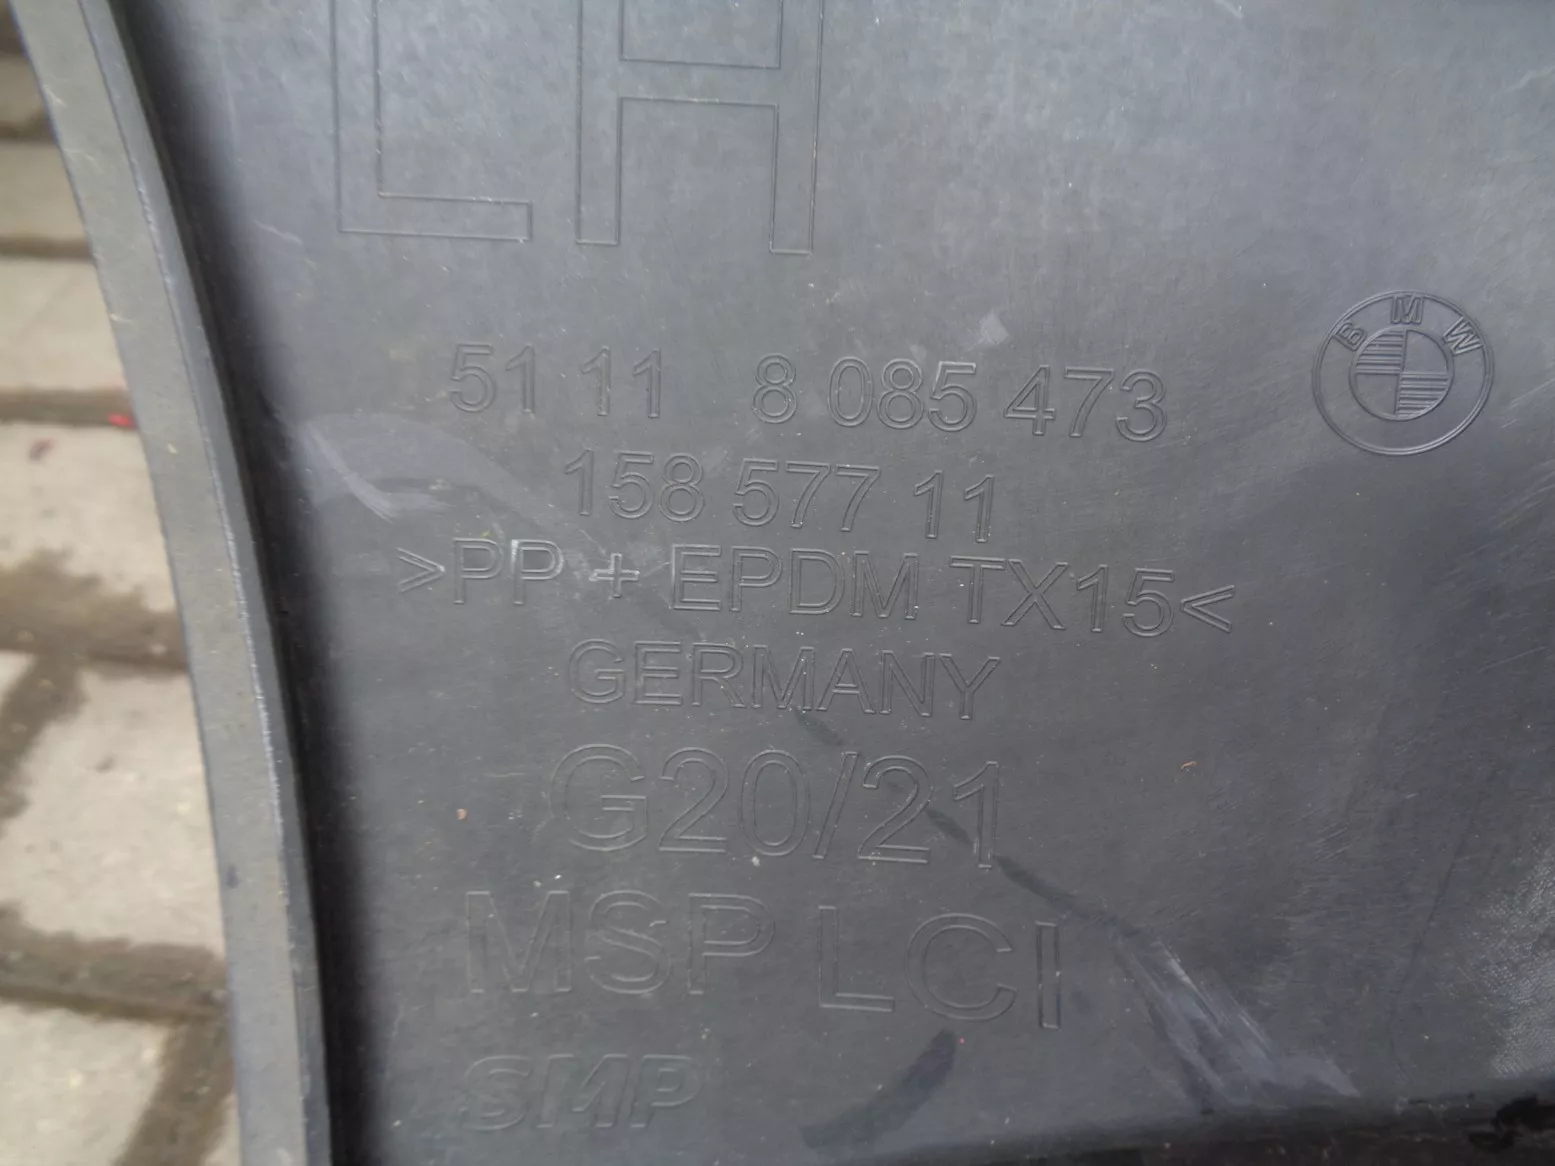 LH
BMW
51 11 8 085 473
158 577 11
>PP + EPDM TX15<
GERMANY
G20/21
MSP LCI
SMP